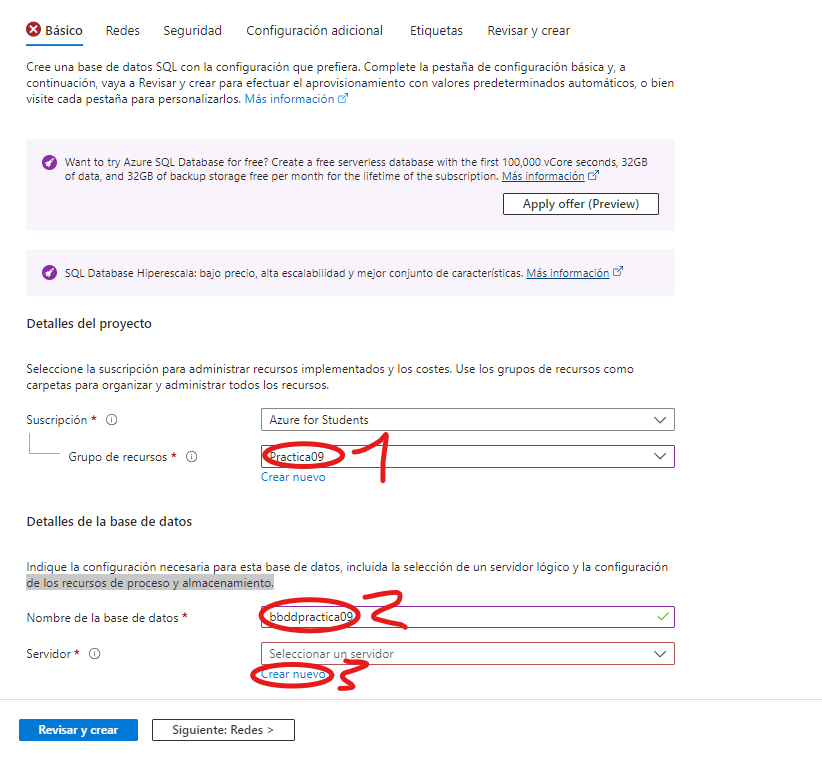 Básico Redes Seguridad Configuración adicional Etiquetas Revisar y crear
Cree una base de datos SQL con la configuración que prefiera. Complete la pestaña de configuración básica y, a
continuación, vaya a Revisar y crear para efectuar el aprovisionamiento con valores predeterminados automáticos, o bien
visite cada pestaña para personalizarlos. Más información
Want to try Azure SQL Database for free? Create a free serverless database with the first 100,000 vCore seconds, 32GB
of data, and 32GB of backup storage free per month for the lifetime of the subscription. Más información
Apply offer (Preview)
SQL Database Hiperescala: bajo precio, alta escalabilidad y mejor conjunto de características. Más información
Detalles del proyecto
Seleccione la suscripción para administrar recursos implementados y los costes. Use los grupos de recursos como
carpetas para organizar y administrar todos los recursos.
Suscripción * Azure for Students
Grupo de recursos * Practica09 1
Crear nuevo
Detalles de la base de datos
Indique la configuración necesaria para esta base de datos, incluida la selección de un servidor lógico y la configuración
de los recursos de proceso y almacenamiento.
Nombre de la base de datos * bbddpractica09 2
Servidor * Seleccionar un servidor
Crear nuevo 3
Revisar y crear Siguiente: Redes >